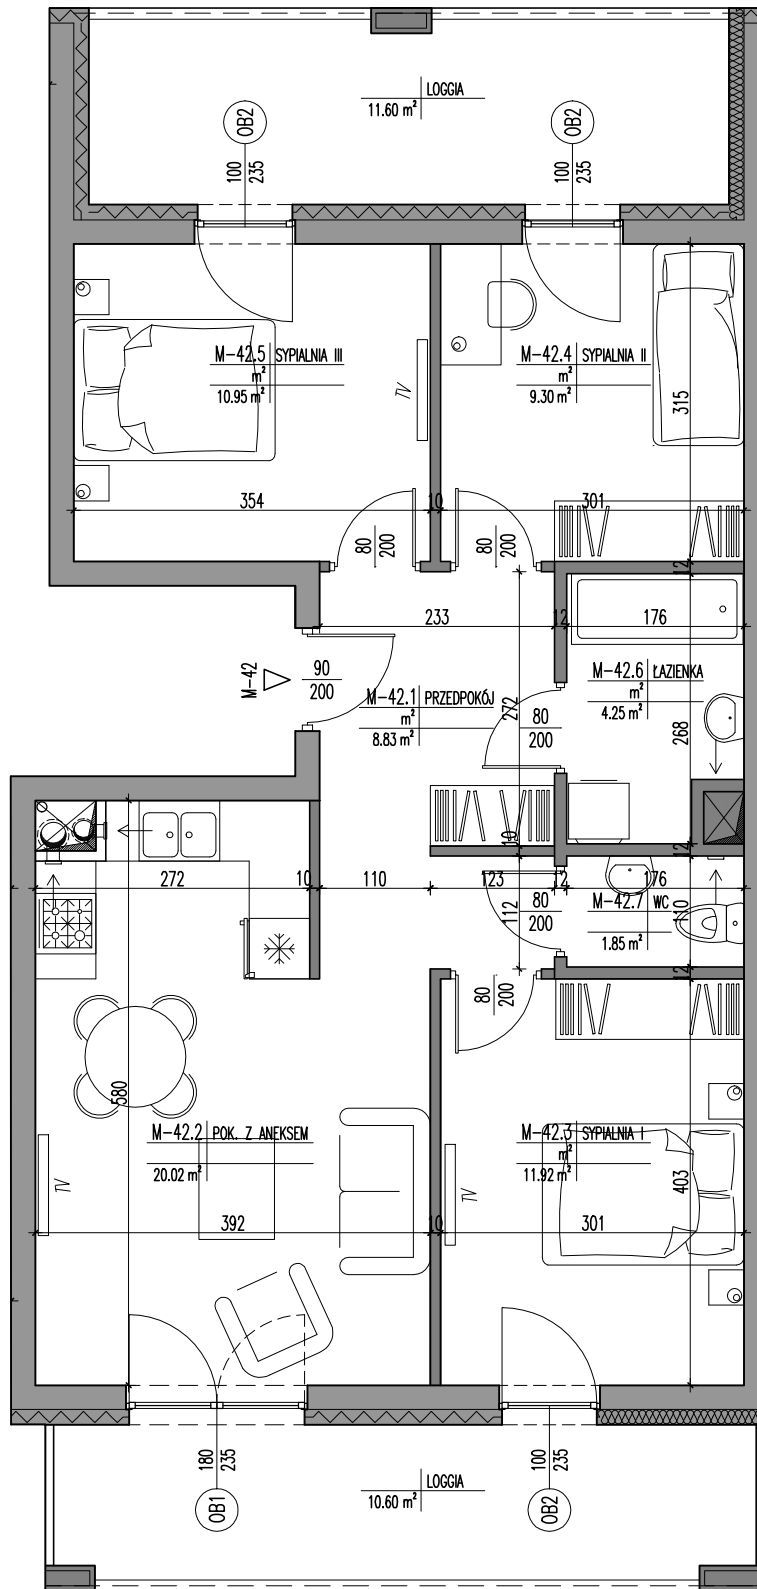 LOGGIA
11.60 m²
OB2
100
235
OB2
100
235
M-42.5 SYPIALNIA III
m²
10.95 m²
TV
M-42.4 SYPIALNIA II
m²
9.30 m²
315
354
10
301
80
200
80
200
12
233
12
176
M-42
90
200
M-42.1 PRZEDPOKÓJ
m²
8.83 m²
272
M-42.6 ŁAZIENKA
m²
4.25 m²
80
200
268
10
12
272
10
110
123
12
176
112
80
200
M-42.7 WC
1.85 m²
110
12
80
200
580
M-42.2 POK. Z ANEKSEM
20.02 m²
TV
M-42.3 SYPIALNIA I
m²
11.92 m²
TV
403
392
10
301
180
235
OB1
LOGGIA
10.60 m²
100
235
OB2